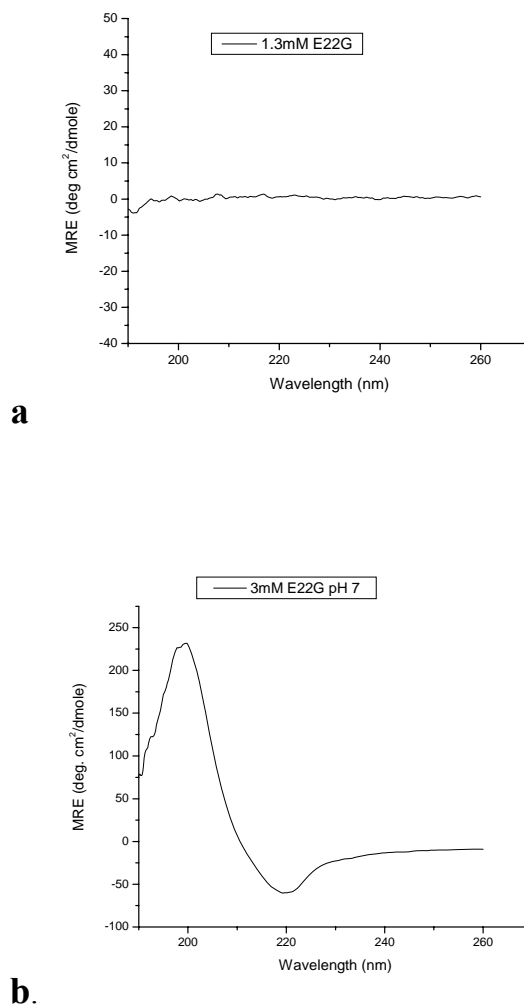 1.3mM E22G
50
40
30
20
10
0
-10
-20
-30
-40
MRE (deg cm²/dmole)
200 220 240 260
Wavelength (nm)
a
3mM E22G pH 7
250
200
150
100
50
0
-50
-100
MRE (deg. cm²/dmole)
200 220 240 260
Wavelength (nm)
b.